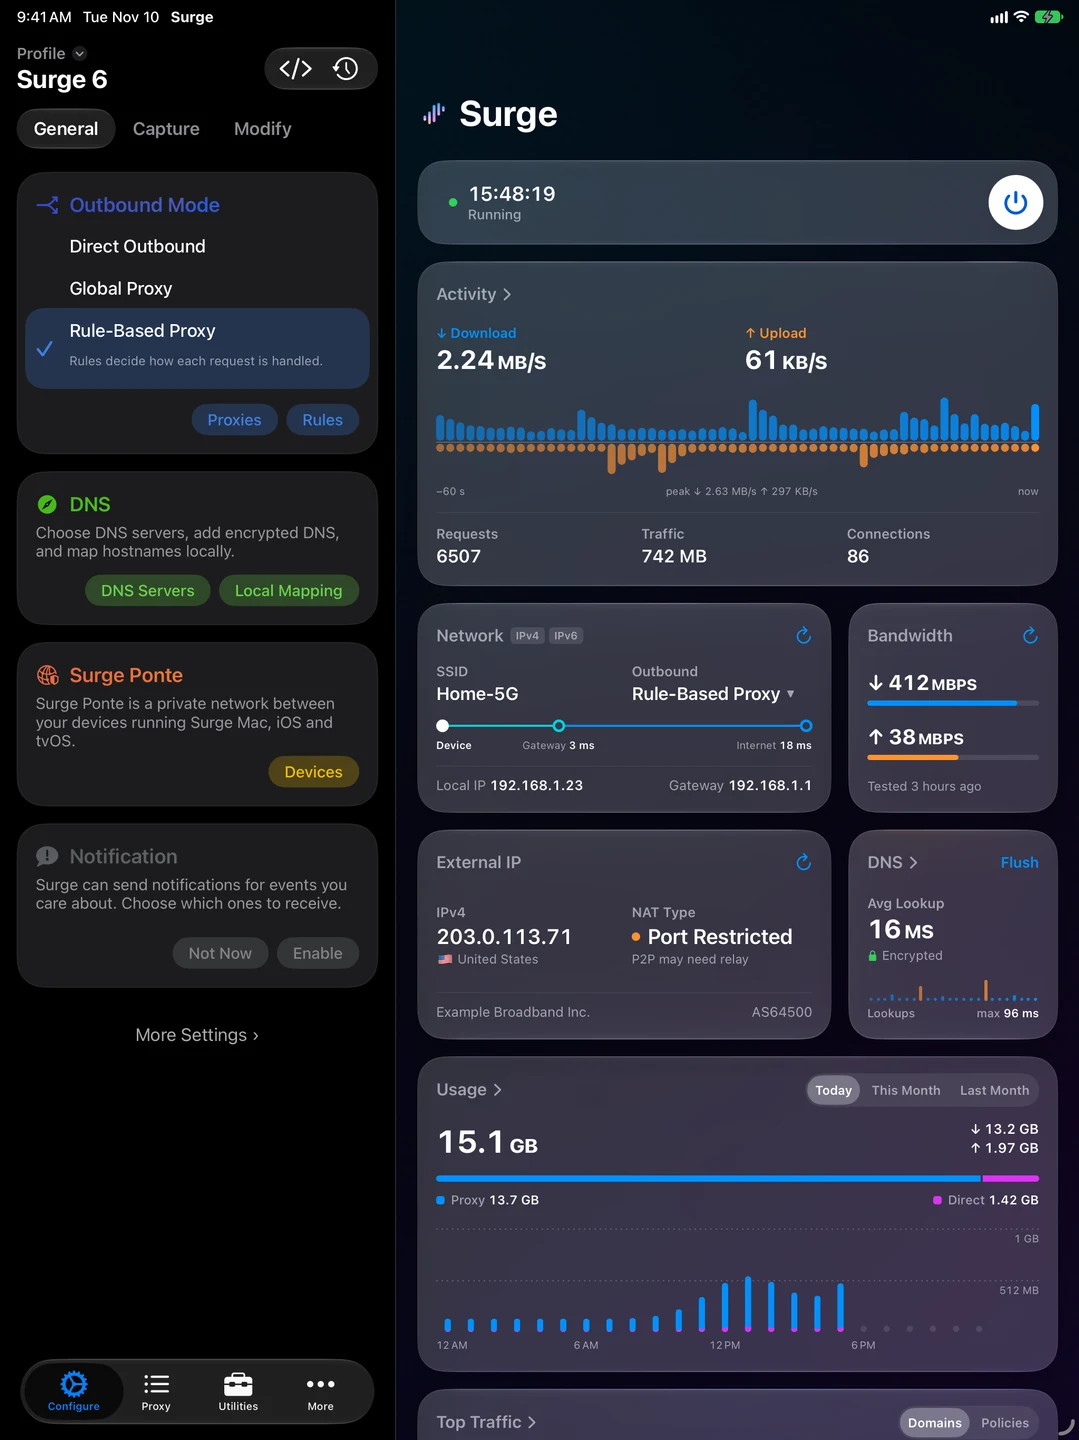 9:41 AM Tue Nov 10 Surge
Profile
Surge 6
General Capture Modify
Outbound Mode
Direct Outbound
Global Proxy
Rule-Based Proxy
Rules decide how each request is handled.
Proxies Rules
DNS
Choose DNS servers, add encrypted DNS,
and map hostnames locally.
DNS Servers Local Mapping
Surge Ponte
Surge Ponte is a private network between
your devices running Surge Mac, iOS and
tvOS.
Devices
Notification
Surge can send notifications for events you
care about. Choose which ones to receive.
Not Now Enable
More Settings ›
Configure Proxy Utilities More
Surge
15:48:19
Running
Activity >
↓ Download ↑ Upload
2.24 MB/S 61 KB/S
−60 s peak ↓ 2.63 MB/s ↑ 297 KB/s now
Requests Traffic Connections
6507 742 MB 86
Network IPv4 IPv6
SSID Outbound
Home-5G Rule-Based Proxy ▾
Device Gateway 3 ms Internet 18 ms
Local IP 192.168.1.23 Gateway 192.168.1.1
Bandwidth
↓ 412 MBPS
↑ 38 MBPS
Tested 3 hours ago
External IP
IPv4 NAT Type
203.0.113.71 Port Restricted
United States P2P may need relay
Example Broadband Inc. AS64500
DNS > Flush
Avg Lookup
16 MS
Encrypted
Lookups max 96 ms
Usage > Today This Month Last Month
15.1 GB ↓ 13.2 GB
↑ 1.97 GB
Proxy 13.7 GB Direct 1.42 GB
1 GB
512 MB
12 AM 6 AM 12 PM 6 PM
Top Traffic > Domains Policies